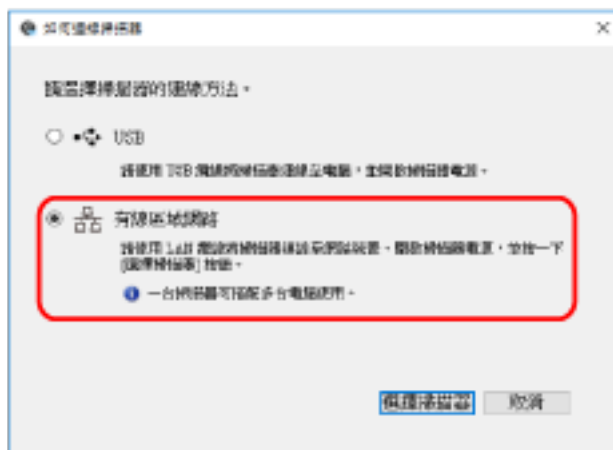 如何連線掃描器
請選擇掃描器的連線方法。
USB
請使用 USB 纜線將掃描器連線至電腦，並開啟掃描器電源。
有線區域網路
請使用 LAN 纜線將掃描器連線至網路裝置。開啟掃描器電源，並按一下
[選擇掃描器] 按鈕。
一台掃描器可搭配多台電腦使用。
選擇掃描器
取消